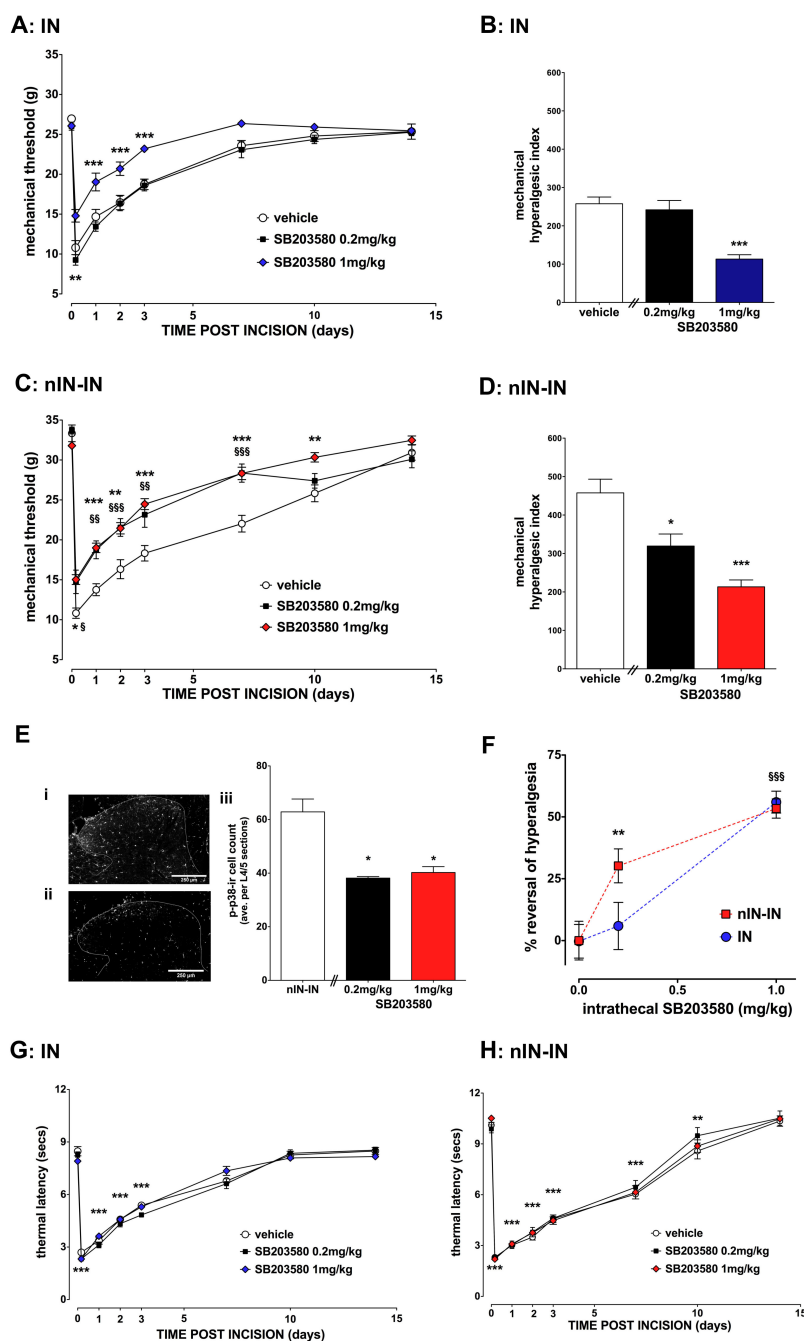 A: IN
mechanical threshold (g)
35
30
25
20
15
10
5
***
***
***
**
vehicle
SB203580 0.2mg/kg
SB203580 1mg/kg
0 1 2 3 5 10 15
TIME POST INCISION (days)
B: IN
mechanical
hyperalgesic index
600
500
400
300
200
100
0
***
vehicle 0.2mg/kg 1mg/kg
SB203580
C: nIN-IN
mechanical threshold (g)
35
30
25
20
15
10
5
***
§§
**
§§§
***
§§
***
§§§
**
* §
vehicle
SB203580 0.2mg/kg
SB203580 1mg/kg
0 1 2 3 5 10 15
TIME POST INCISION (days)
D: nIN-IN
mechanical
hyperalgesic index
600
500
400
300
200
100
0
*
***
vehicle 0.2mg/kg 1mg/kg
SB203580
E
i
250 µm
ii
250 µm
iii
p-p38-ir cell count
(ave. per L4/5 sections)
80
60
40
20
0
*
*
nIN-IN 0.2mg/kg 1mg/kg
SB203580
F
% reversal of hyperalgesia
75
50
25
0
**
§§§
nIN-IN
IN
0.0 0.5 1.0
intrathecal SB203580 (mg/kg)
G: IN
thermal latency (secs)
12
9
6
3
0
***
***
***
***
vehicle
SB203580 0.2mg/kg
SB203580 1mg/kg
0 1 2 3 5 10 15
TIME POST INCISION (days)
H: nIN-IN
thermal latency (secs)
12
9
6
3
0
***
***
***
***
***
**
vehicle
SB203580 0.2mg/kg
SB203580 1mg/kg
0 1 2 3 5 10 15
TIME POST INCISION (days)